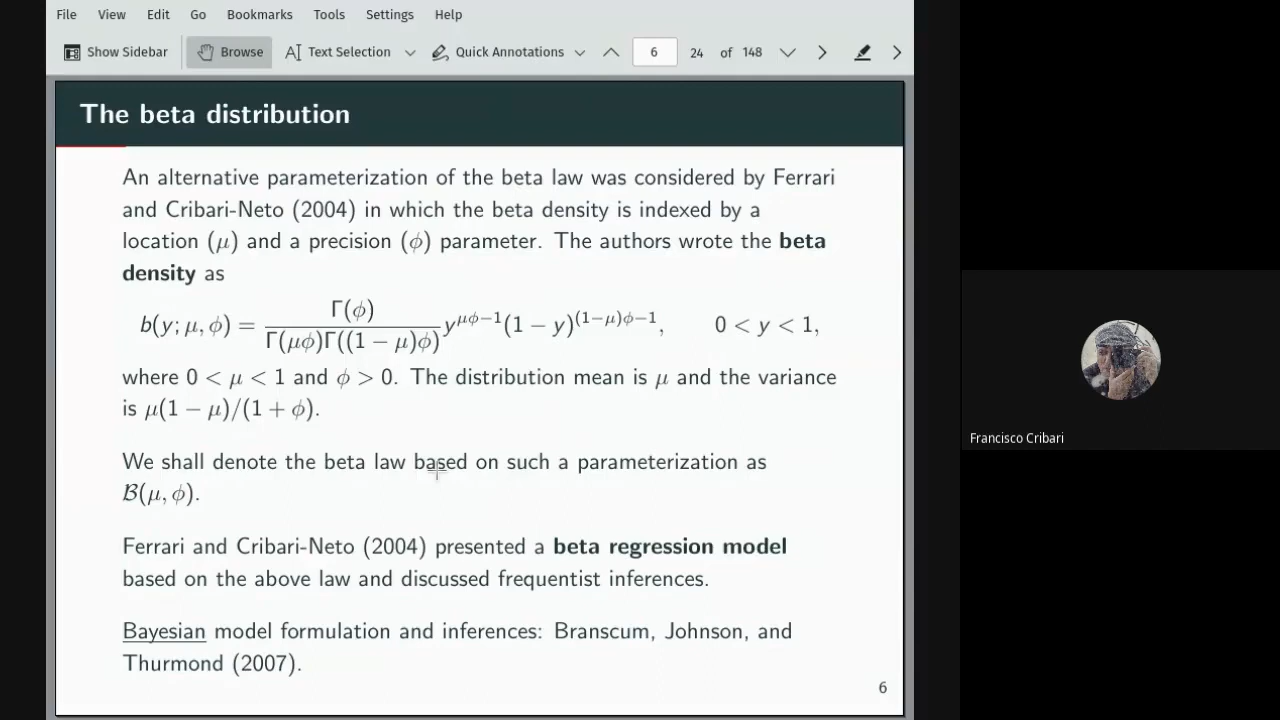 File View Edit Go Bookmarks Tools Settings Help
Show Sidebar Browse Text Selection Quick Annotations 6 24 of 148
The beta distribution
An alternative parameterization of the beta law was considered by Ferrari
and Cribari-Neto (2004) in which the beta density is indexed by a
location (μ) and a precision (ϕ) parameter. The authors wrote the beta
density as
b(y; μ, ϕ) = Γ(ϕ) / Γ(μϕ)Γ((1 − μ)ϕ) y^{μϕ−1}(1 − y)^{(1−μ)ϕ−1}, 0 < y < 1,
where 0 < μ < 1 and ϕ > 0. The distribution mean is μ and the variance
is μ(1 − μ)/(1 + ϕ).
We shall denote the beta law based on such a parameterization as
ℬ(μ, ϕ).
Ferrari and Cribari-Neto (2004) presented a beta regression model
based on the above law and discussed frequentist inferences.
Bayesian model formulation and inferences: Branscum, Johnson, and
Thurmond (2007).
6
Francisco Cribari